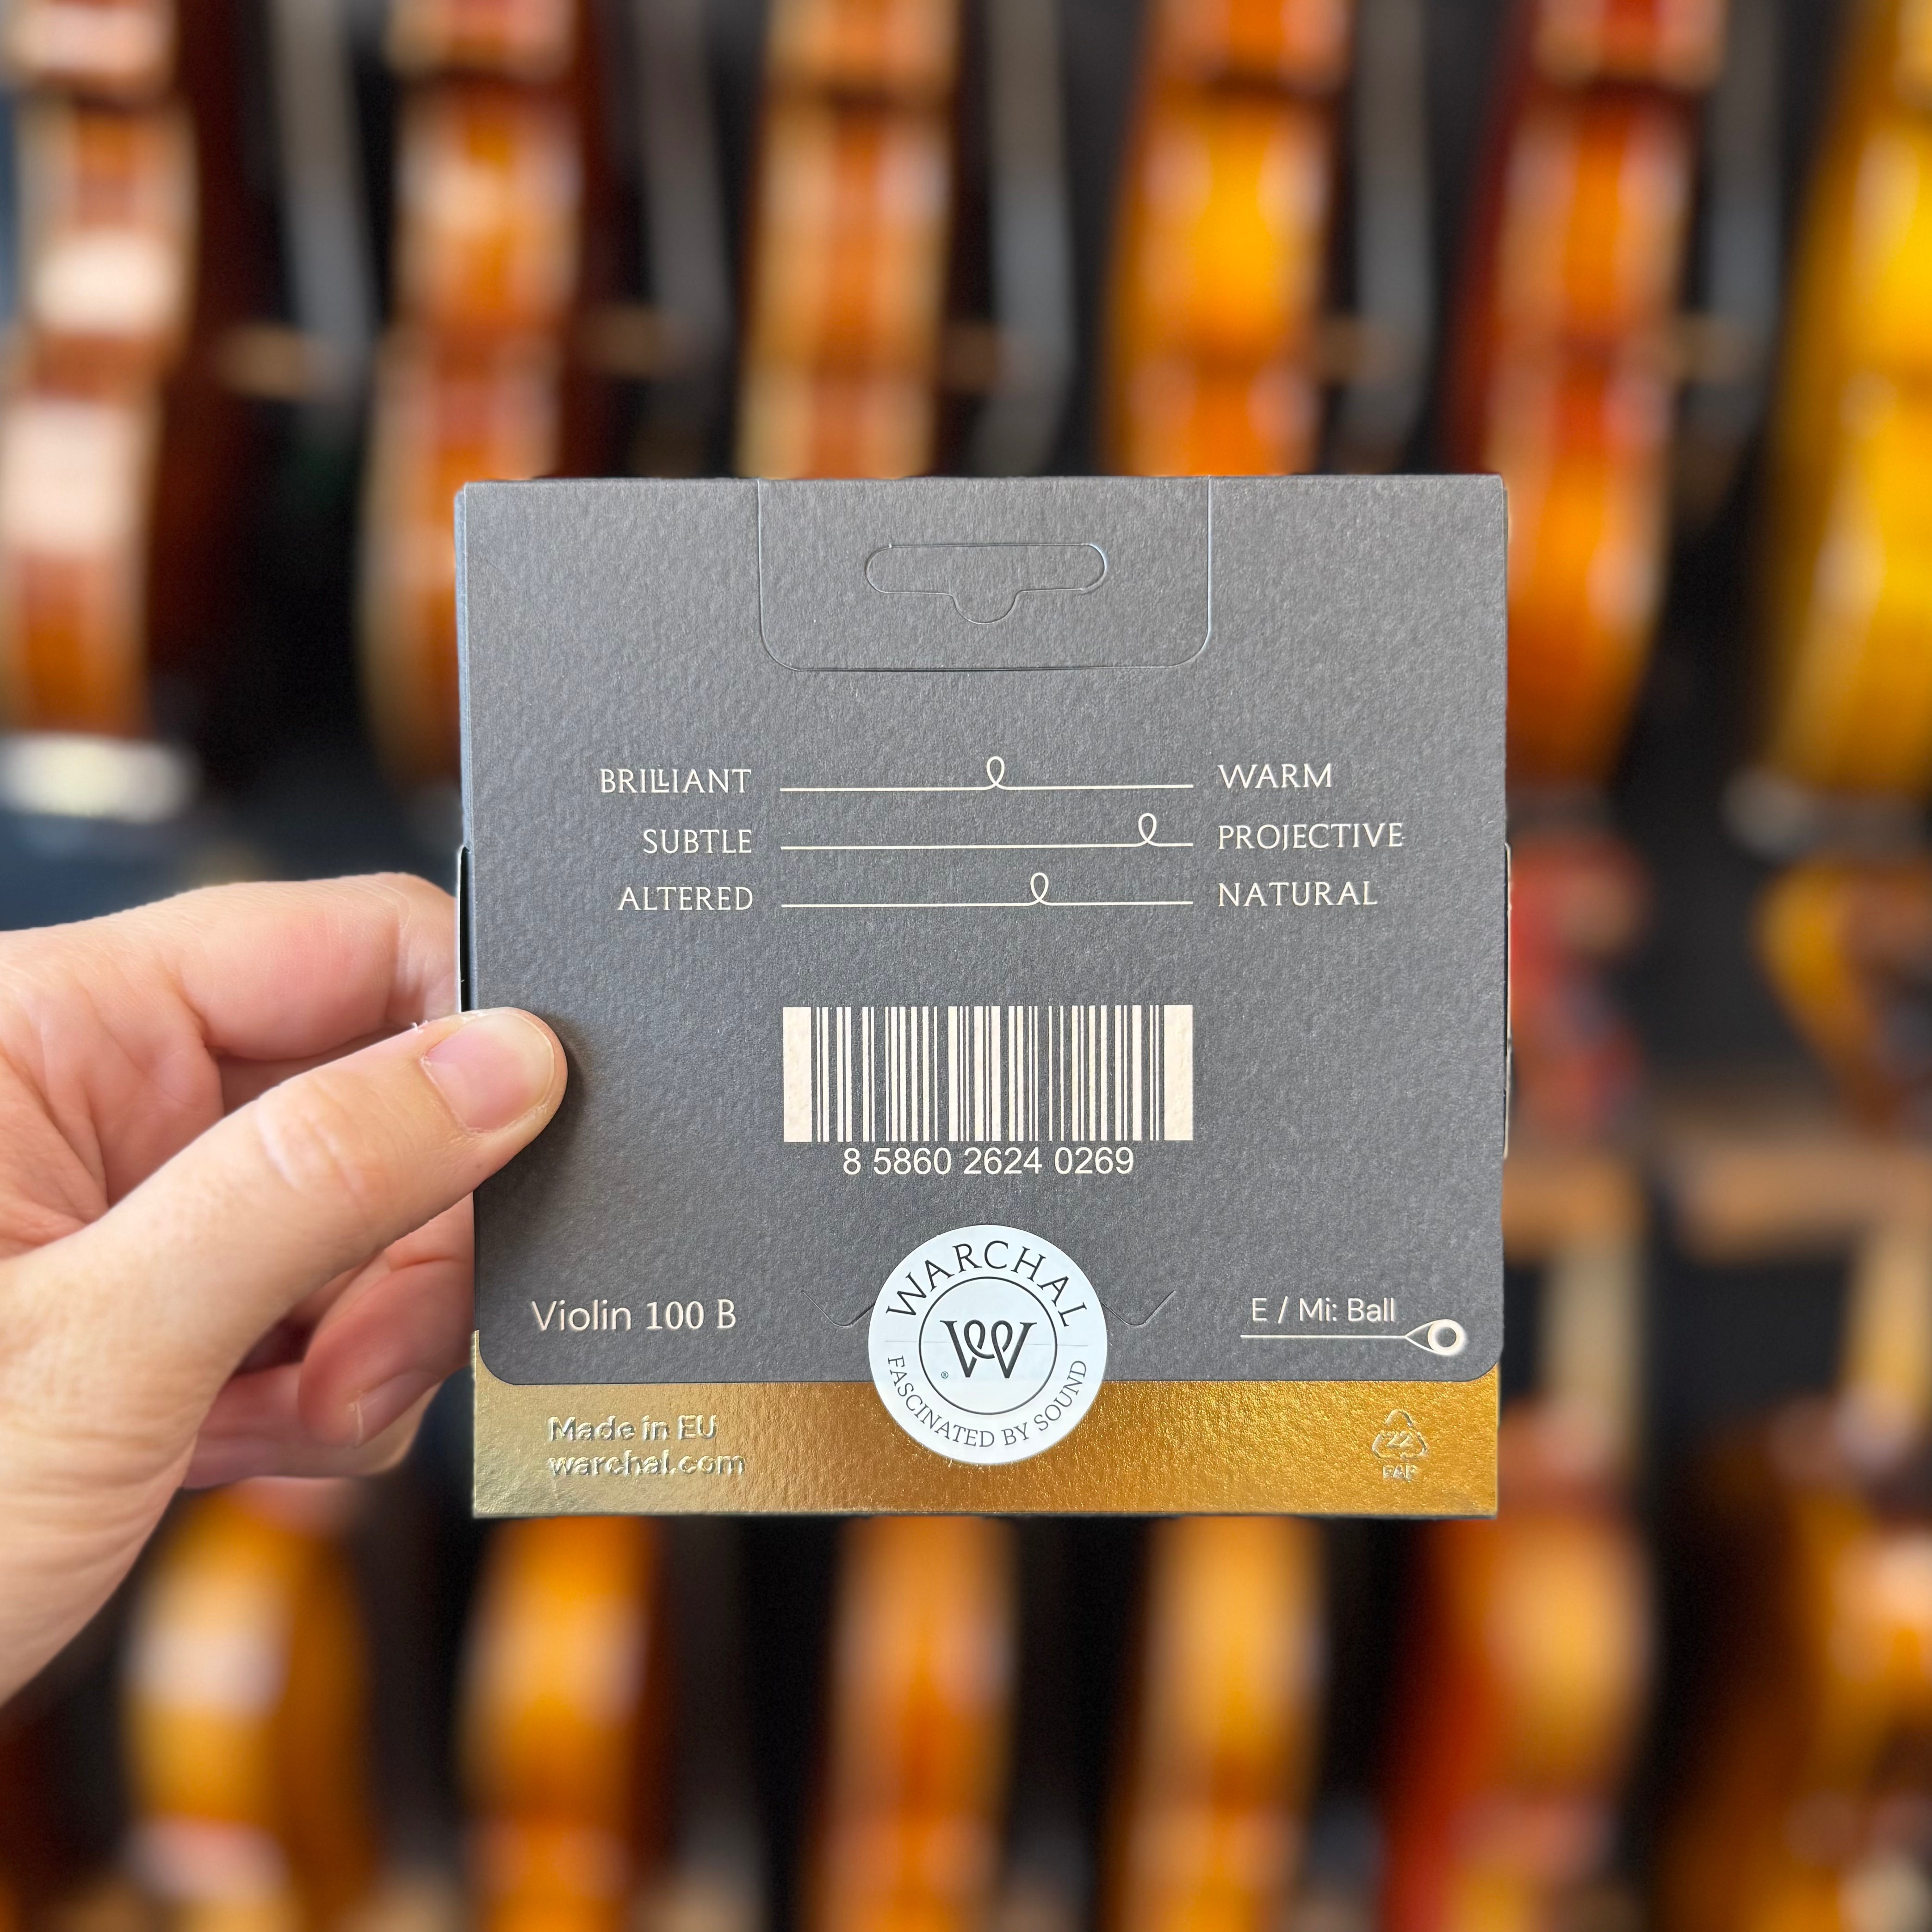 BRILLIANT WARM
SUBTLE PROJECTIVE
ALTERED NATURAL
8 5860 2624 0269
WARCHAL
W
®
FASCINATED BY SOUND
Violin 100 B
E / Mi: Ball
Made in EU
warchal.com
22
PAP